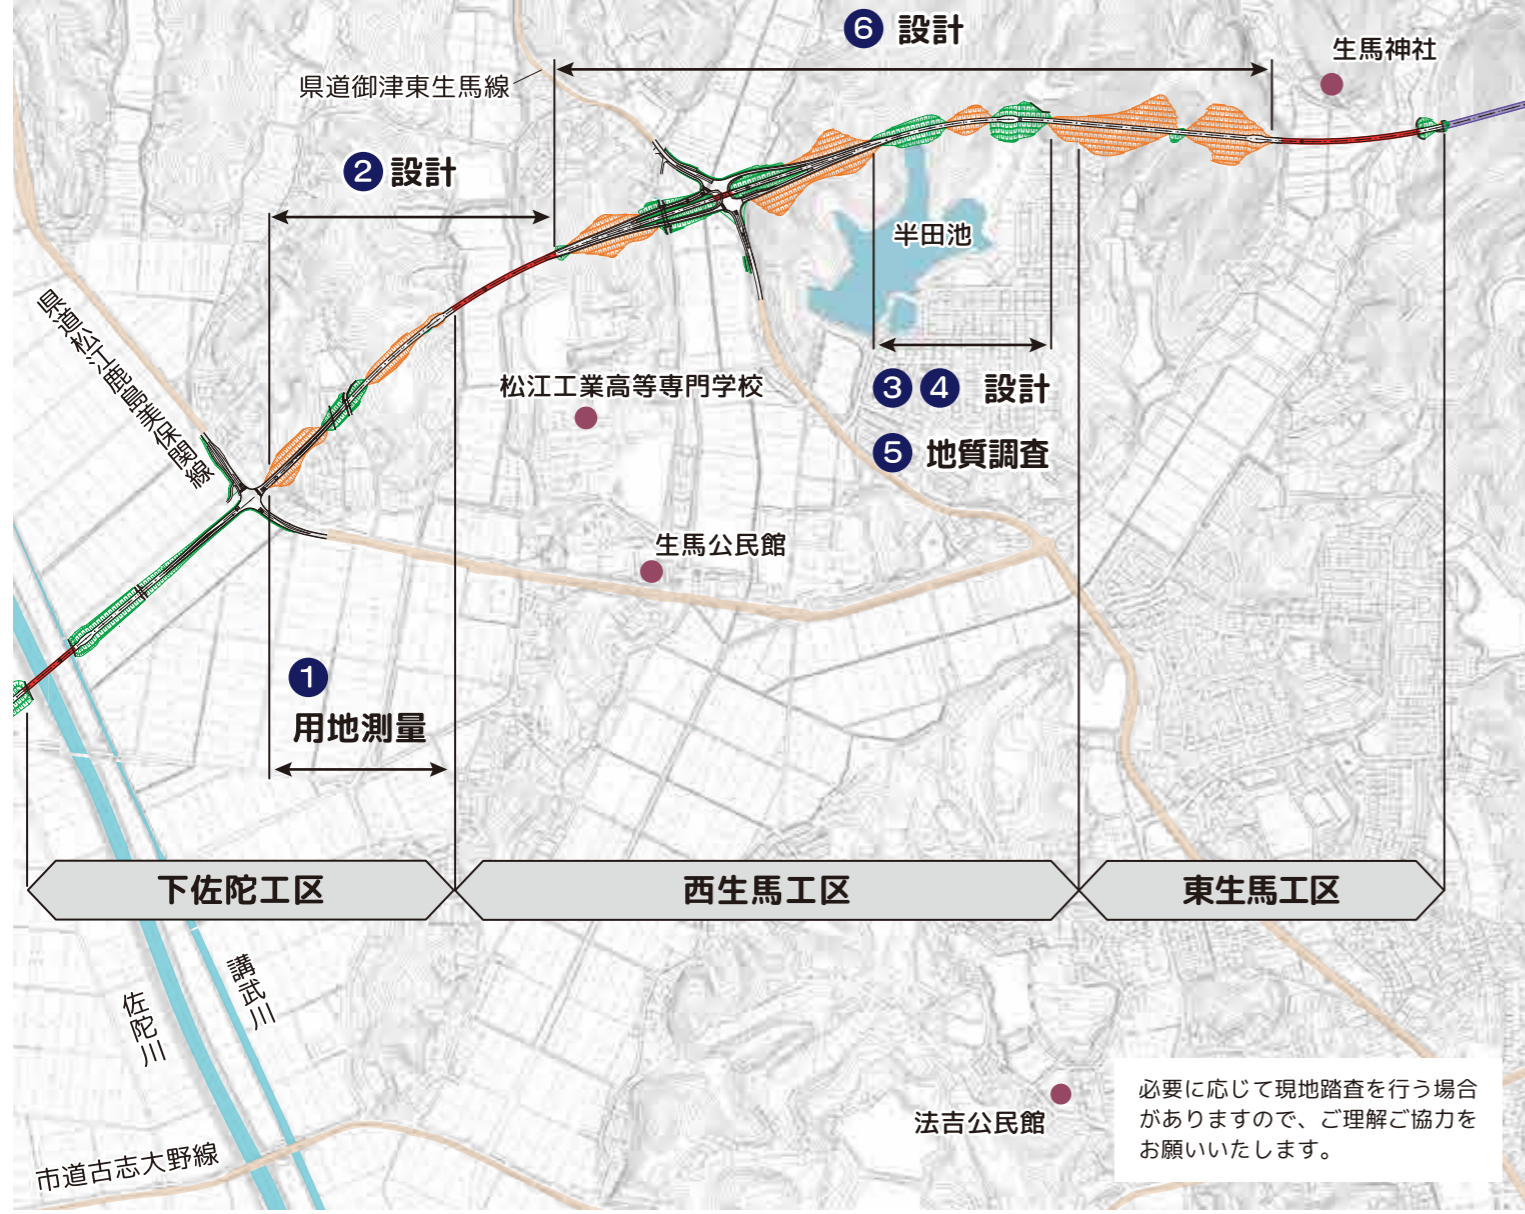 ⑥ 設計
生馬神社
県道御津東生馬線
② 設計
半田池
県道松江鹿島美保関線
松江工業高等専門学校
③ ④ 設計
⑤ 地質調査
生馬公民館
①
用地測量
下佐陀工区
西生馬工区
東生馬工区
講武川
佐陀川
必要に応じて現地踏査を行う場合
がありますので、ご理解ご協力を
お願いいたします。
法吉公民館
市道古志大野線